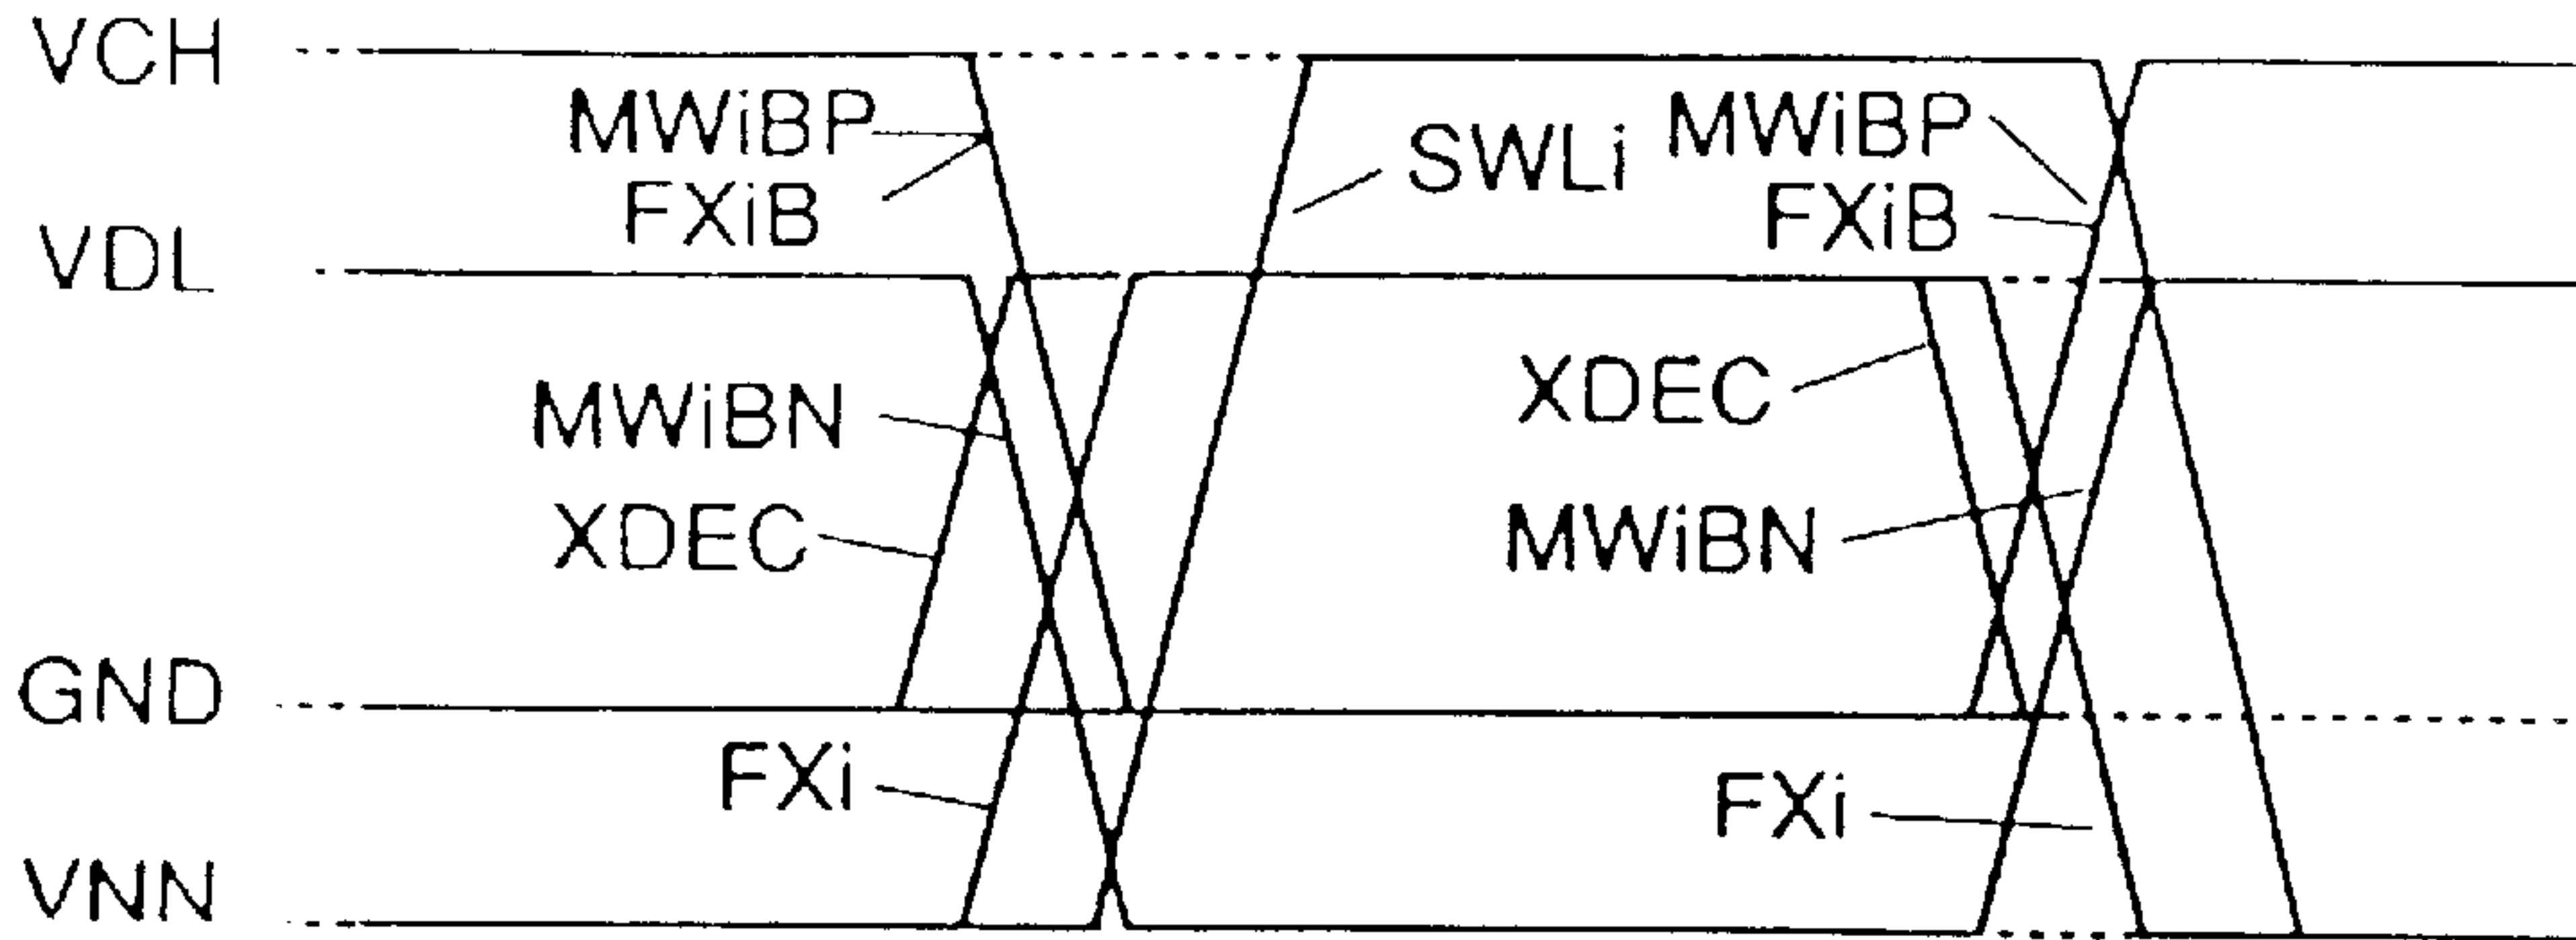 VCH
MWiBP
FXiB
SWLi
MWiBP
FXiB
VDL
MWiBN
XDEC
XDEC
MWiBN
GND
FXi
FXi
VNN